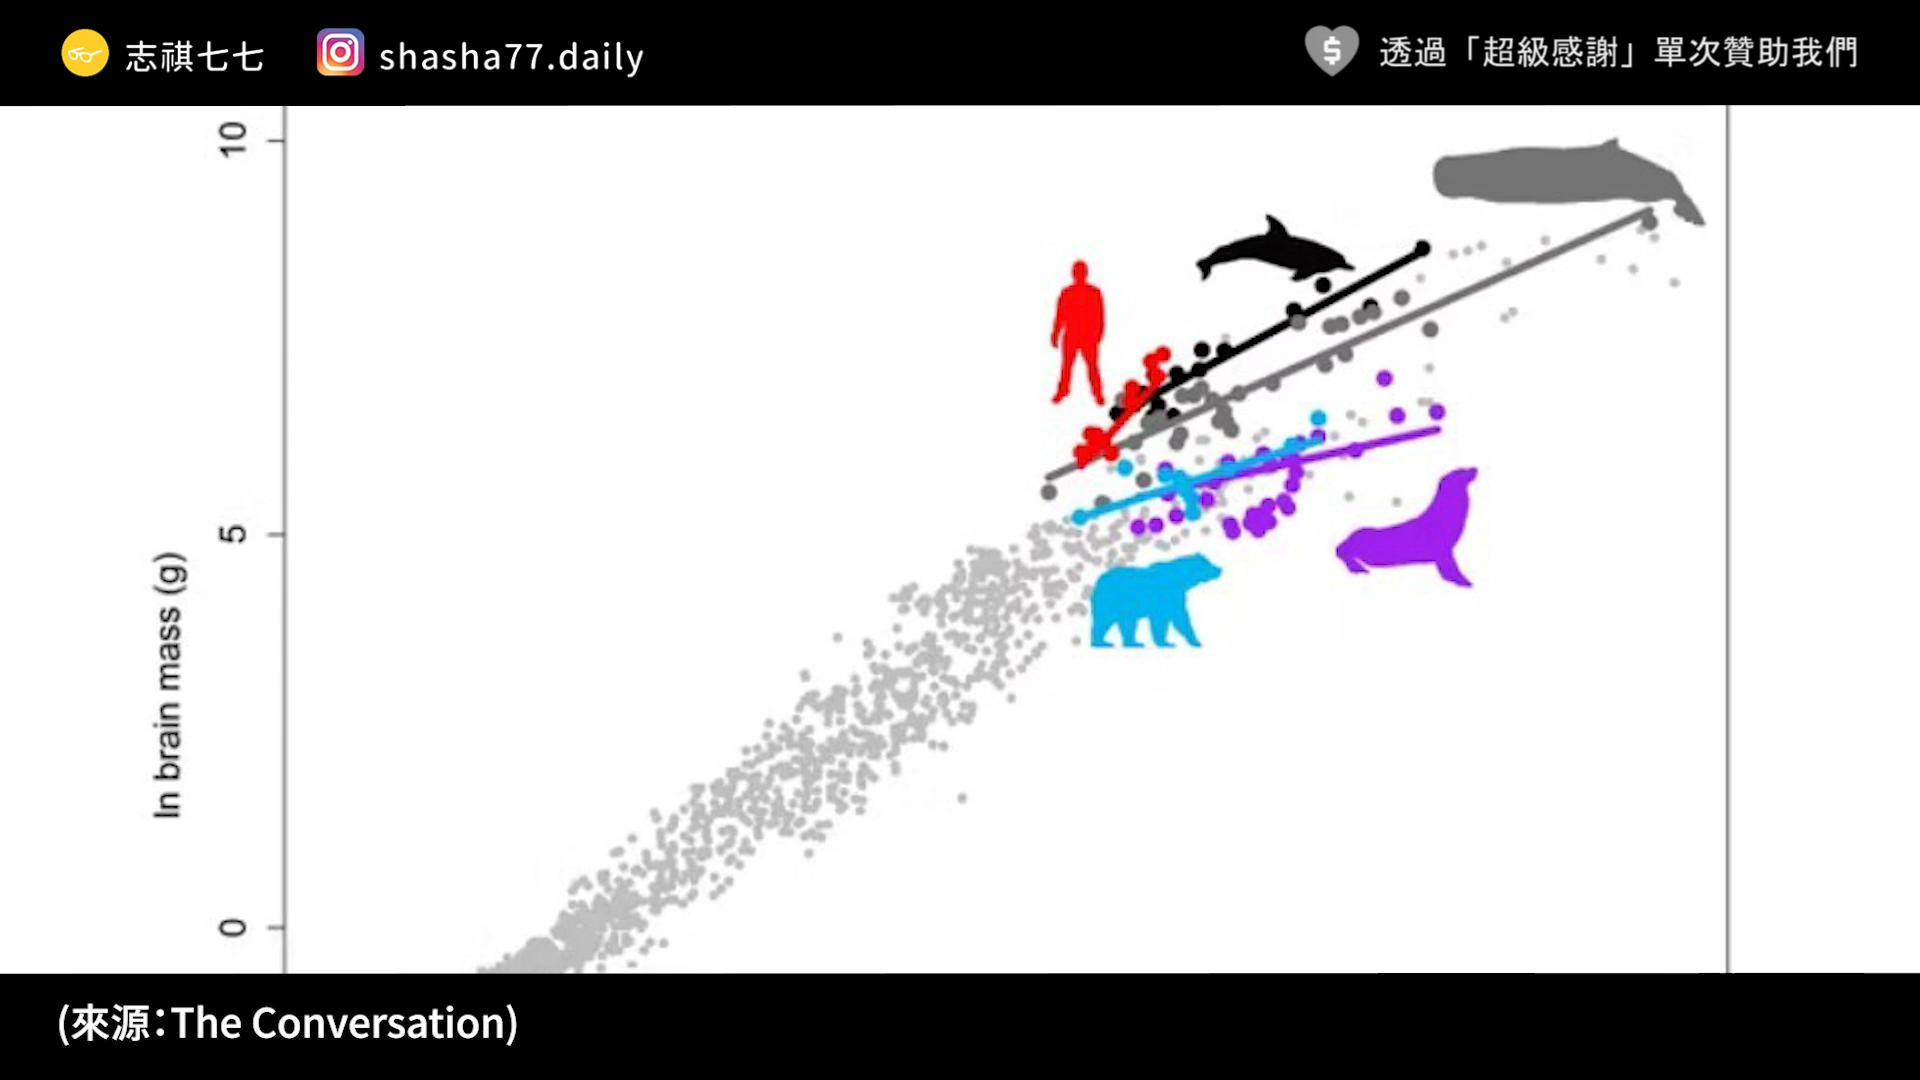 志祺七七
shasha77.daily
透過「超級感謝」單次贊助我們
10
5
0
ln brain mass (g)
(來源：The Conversation)